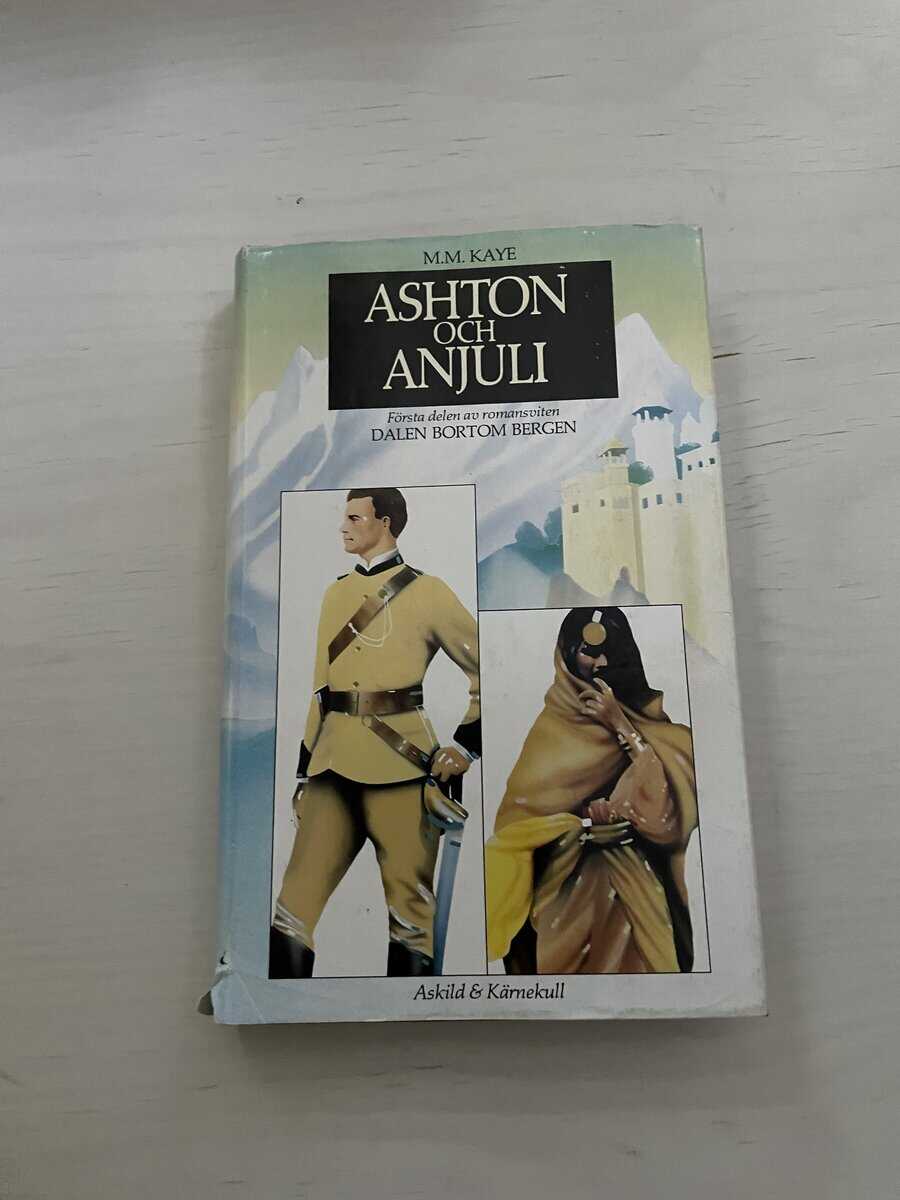 M.M. KAYE
ASHTON
OCH
ANJULI
Första delen av romansviten
DALEN BORTOM BERGEN
Askild & Kärnekull